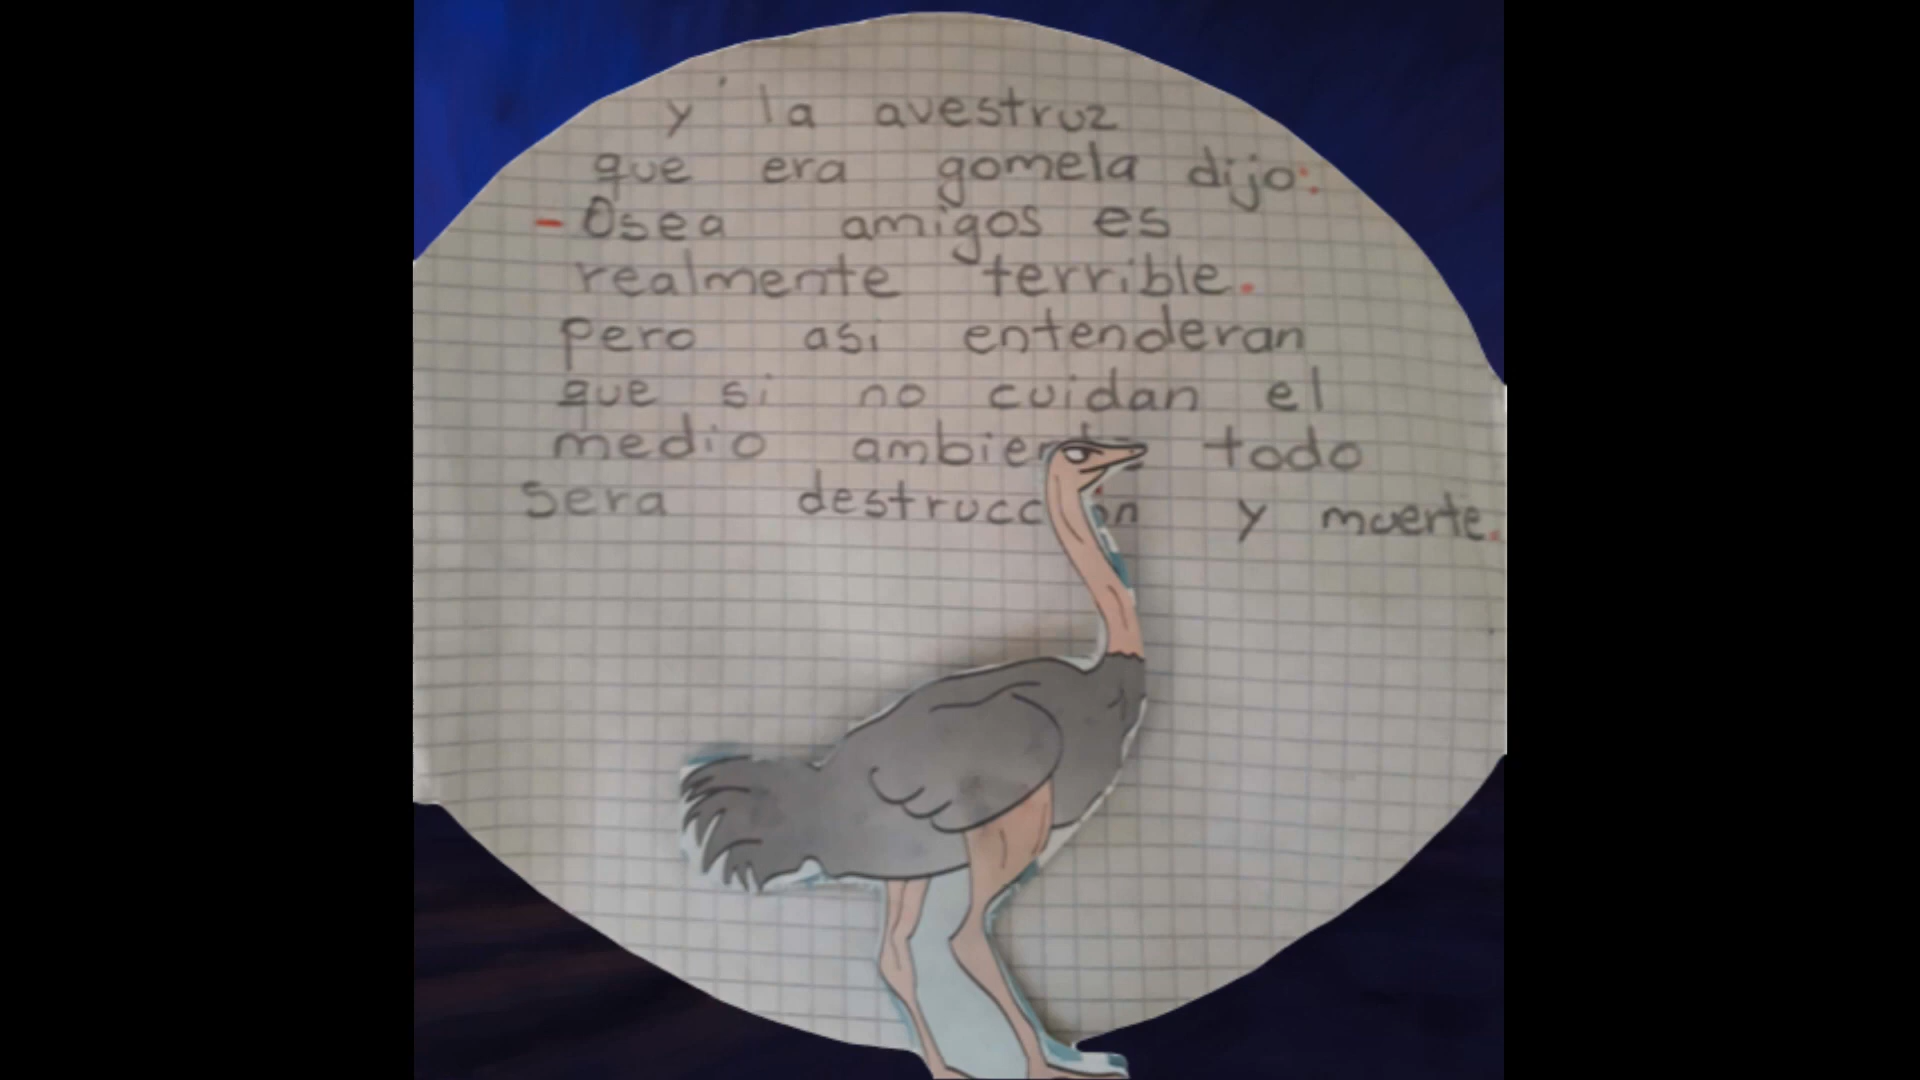 y la avestruz
que era gomela dijo:
- Osea amigos es
realmente terrible.
pero asi entenderan
que si no cuidan el
medio todo
sera y muerte.